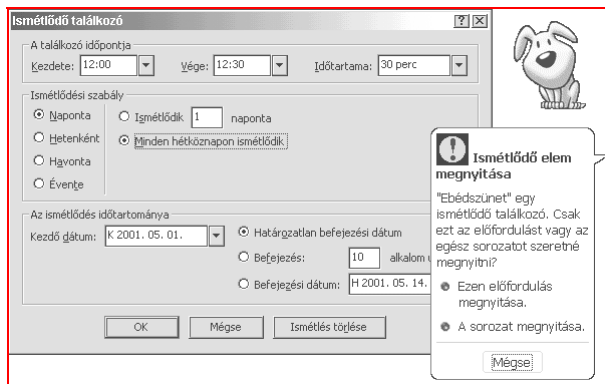 Ismétlődő találkozó
A találkozó időpontja
Kezdete: 12:00 Vége: 12:30 Időtartama: 30 perc
Ismétlődési szabály
Naponta
Hetenként
Havonta
Évente
Ismétlődik 1 naponta
Minden hétköznapon ismétlődik
Az ismétlődés időtartománya
Kezdő dátum: K 2001. 05. 01.
Határozatlan befejezési dátum
Befejezés: 10 alkalom
Befejezési dátum: H 2001. 05. 14.
OK Mégse Ismétlés törlése
Ismétlődő elem
megnyitása
"Ebédszünet" egy
ismétlődő találkozó. Csak
ezt az előfordulást vagy az
egész sorozatot szeretné
megnyitni?
Ezen előfordulás
megnyitása.
A sorozat megnyitása.
Mégse